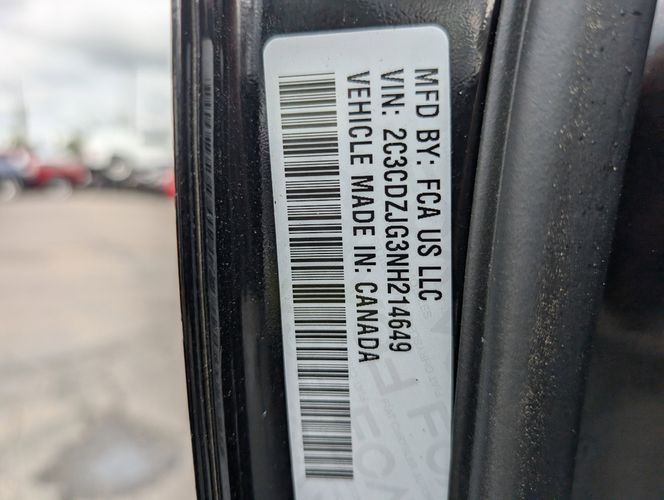 MFD BY: FCA US LLC
VIN: 2C3CDZJG3NH214649
VEHICLE MADE IN: CANADA